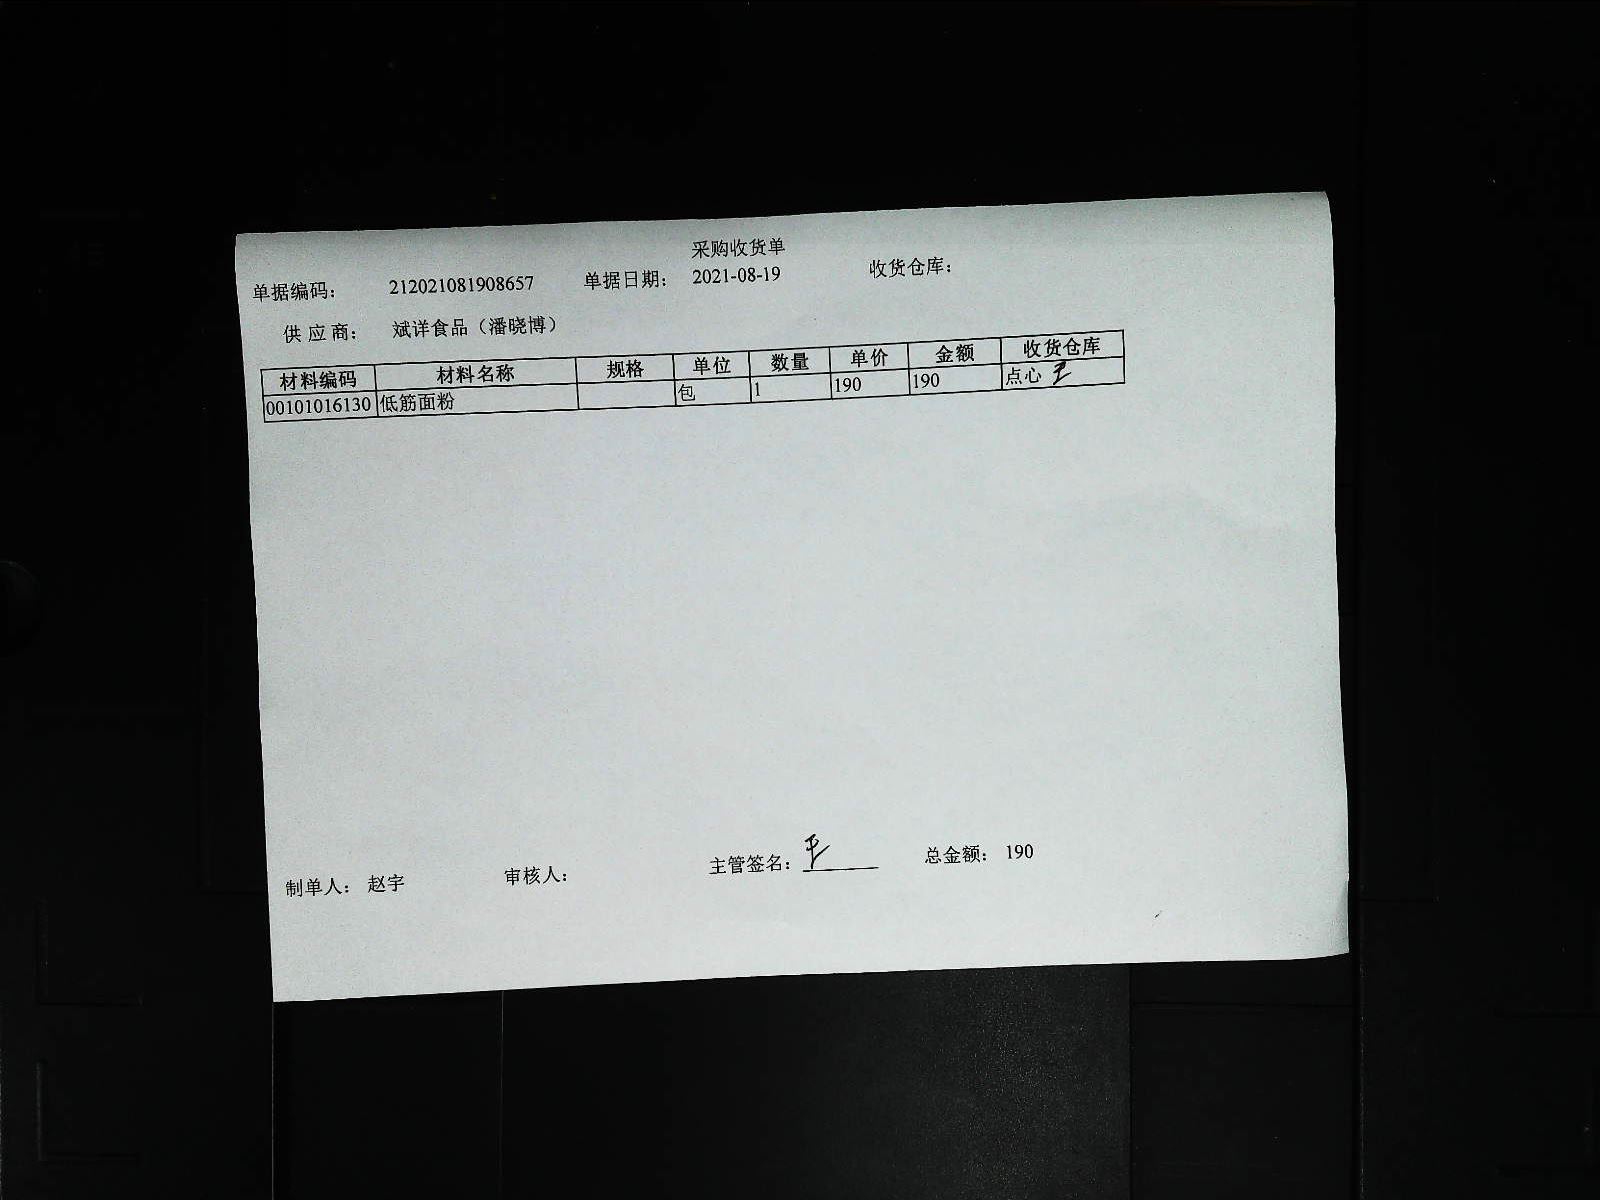 采购收货单
单据编码: 212021081908657 单据日期: 2021-08-19 收货仓库:
供应商: 斌详食品（潘晓博）
材料编码 材料名称 规格 单位 数量 单价 金额 收货仓库
00101016130 低筋面粉 包 1 190 190 点心
制单人: 赵宇 审核人: 主管签名: 总金额: 190